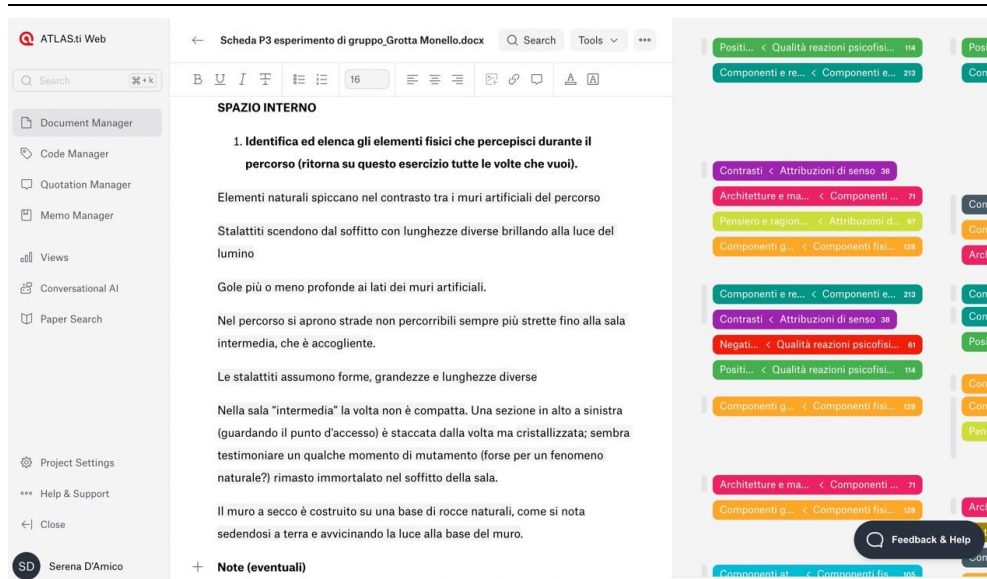 ATLAS.ti Web
Search
⌘+k
Document Manager
Code Manager
Quotation Manager
Memo Manager
Views
Conversational AI
Paper Search
Project Settings
Help & Support
Close
SD
Serena D'Amico
Scheda P3 esperimento di gruppo_Grotta Monello.docx
Search
Tools
B U I T
16
SPAZIO INTERNO
1. Identifica ed elenca gli elementi fisici che percepisci durante il
percorso (ritorna su questo esercizio tutte le volte che vuoi).
Elementi naturali spiccano nel contrasto tra i muri artificiali del percorso
Stalattiti scendono dal soffitto con lunghezze diverse brillando alla luce del
lumino
Gole più o meno profonde ai lati dei muri artificiali.
Nel percorso si aprono strade non percorribili sempre più strette fino alla sala
intermedia, che è accogliente.
Le stalattiti assumono forme, grandezze e lunghezze diverse
Nella sala "intermedia" la volta non è compatta. Una sezione in alto a sinistra
(guardando il punto d'accesso) è staccata dalla volta ma cristallizzata; sembra
testimoniare un qualche momento di mutamento (forse per un fenomeno
naturale?) rimasto immortalato nel soffitto della sala.
Il muro a secco è costruito su una base di rocce naturali, come si nota
sedendosi a terra e avvicinando la luce alla base del muro.
Note (eventuali)
Positi... < Qualità reazioni psicofisi... 114
Componenti e re... < Componenti e... 213
Contrasti < Attribuzioni di senso 38
Architetture e ma... < Componenti ... 71
Pensiero e ragion... < Attribuzioni d... 97
Componenti g... < Componenti fisi... 128
Componenti e re... < Componenti e... 213
Contrasti < Attribuzioni di senso 38
Negati... < Qualità reazioni psicofisi... 61
Positi... < Qualità reazioni psicofisi... 114
Componenti g... < Componenti fisi... 128
Architetture e ma... < Componenti ... 71
Componenti g... < Componenti fisi... 128
Componenti at... < Componenti fis... 105
Posi
Con
Con
Con
Arc
Con
Con
Posi
Con
Con
Pen
Arc
Feedback & Help